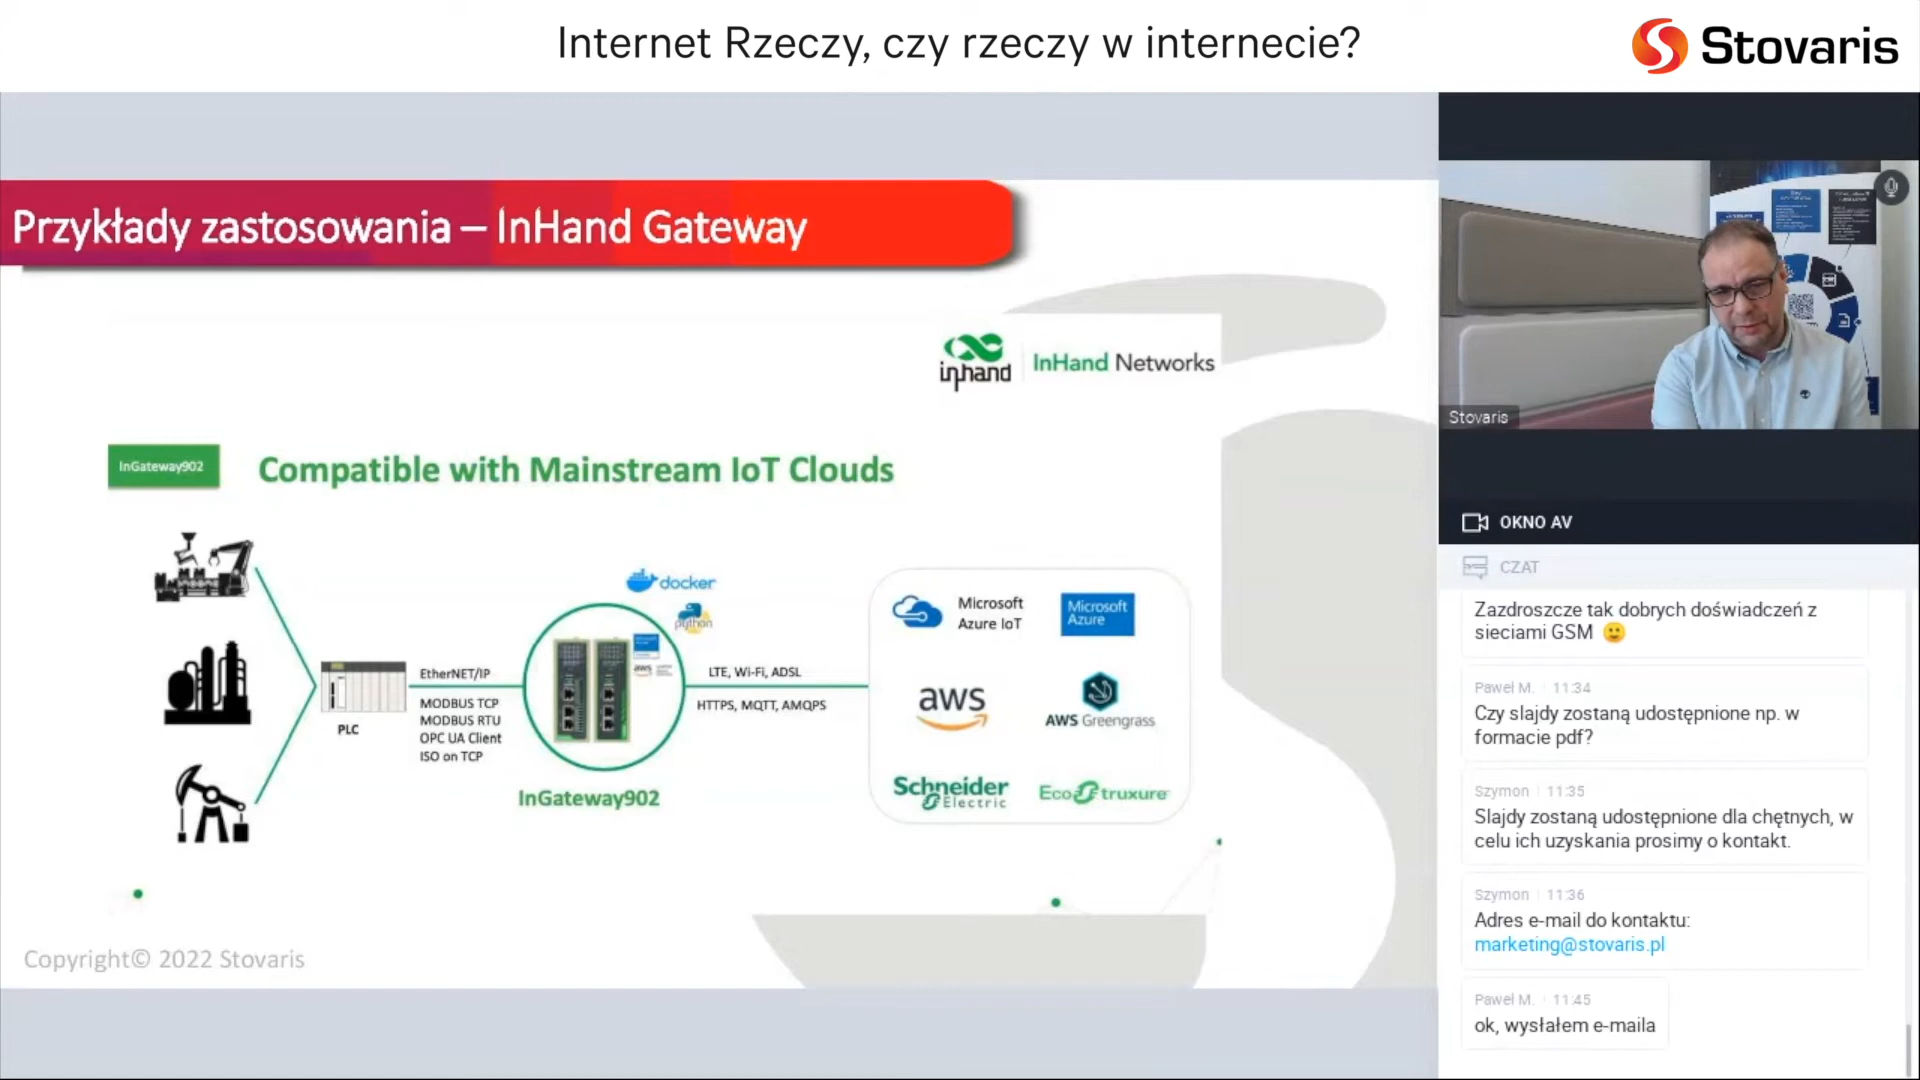 Internet Rzeczy, czy rzeczy w internecie?
Stovaris
Przykłady zastosowania – InHand Gateway
inhand
InHand Networks
InGateway902
Compatible with Mainstream IoT Clouds
docker
python
Microsoft
Azure IoT
Microsoft
Azure
aws
EtherNET/IP
LTE, Wi-Fi, ADSL
MODBUS TCP
MODBUS RTU
OPC UA Client
ISO on TCP
HTTPS, MQTT, AMQPS
PLC
aws
AWS Greengrass
InGateway902
Schneider
Electric
EcoStruxure
Copyright© 2022 Stovaris
Stovaris
OKNO AV
CZAT
Zazdroszcze tak dobrych doświadczeń z
sieciami GSM
Paweł M. 11:34
Czy slajdy zostaną udostępnione np. w
formacie pdf?
Szymon 11:35
Slajdy zostaną udostępnione dla chętnych, w
celu ich uzyskania prosimy o kontakt.
Szymon 11:36
Adres e-mail do kontaktu:
marketing@stovaris.pl
Paweł M. 11:45
ok, wysłałem e-maila